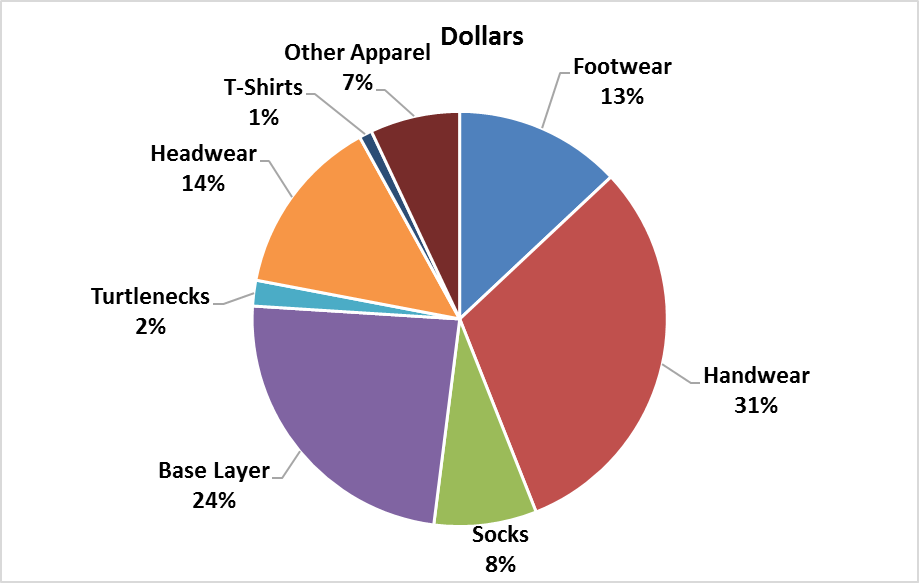 Dollars
Other Apparel
7%
Footwear
13%
T-Shirts
1%
Headwear
14%
Turtlenecks
2%
Handwear
31%
Base Layer
24%
Socks
8%